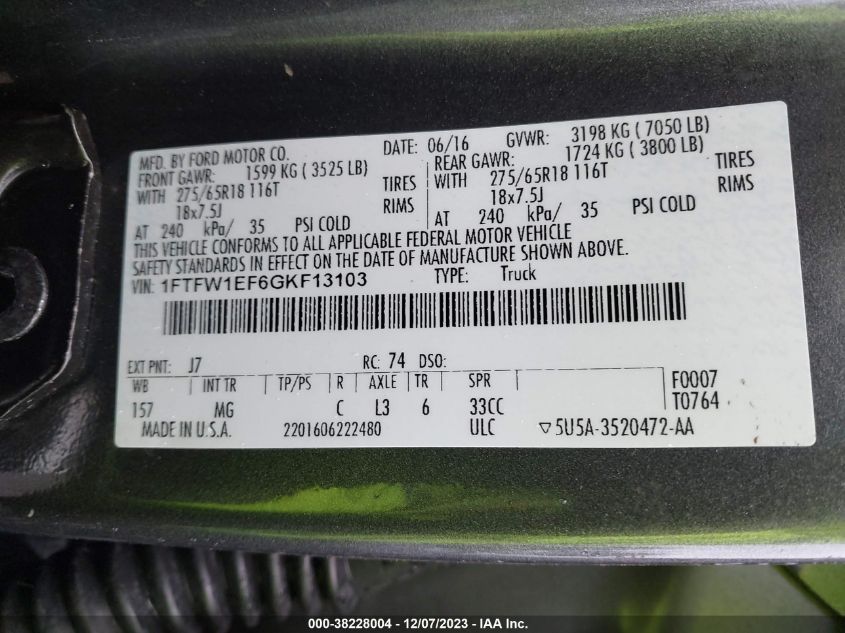 MFD. BY FORD MOTOR CO. DATE: 06/16 GVWR: 3198 KG ( 7050 LB)
FRONT GAWR: 1599 KG ( 3525 LB) REAR GAWR: 1724 KG ( 3800 LB)
WITH 275/65R18 116T TIRES WITH 275/65R18 116T TIRES
18x7.5J RIMS 18x7.5J RIMS
AT 240 kPa/ 35 PSI COLD AT 240 kPa/ 35 PSI COLD
THIS VEHICLE CONFORMS TO ALL APPLICABLE FEDERAL MOTOR VEHICLE
SAFETY STANDARDS IN EFFECT ON THE DATE OF MANUFACTURE SHOWN ABOVE.
VIN: 1FTFW1EF6GKF13103 TYPE: Truck
EXT PNT: J7 RC: 74 DSO:
WB INT TR TP/PS R AXLE TR SPR F0007
157 MG C L3 6 33CC T0764
MADE IN U.S.A. 2201606222480 ULC ▽5U5A-3520472-AA
000-38228004 - 12/07/2023 - IAA Inc.